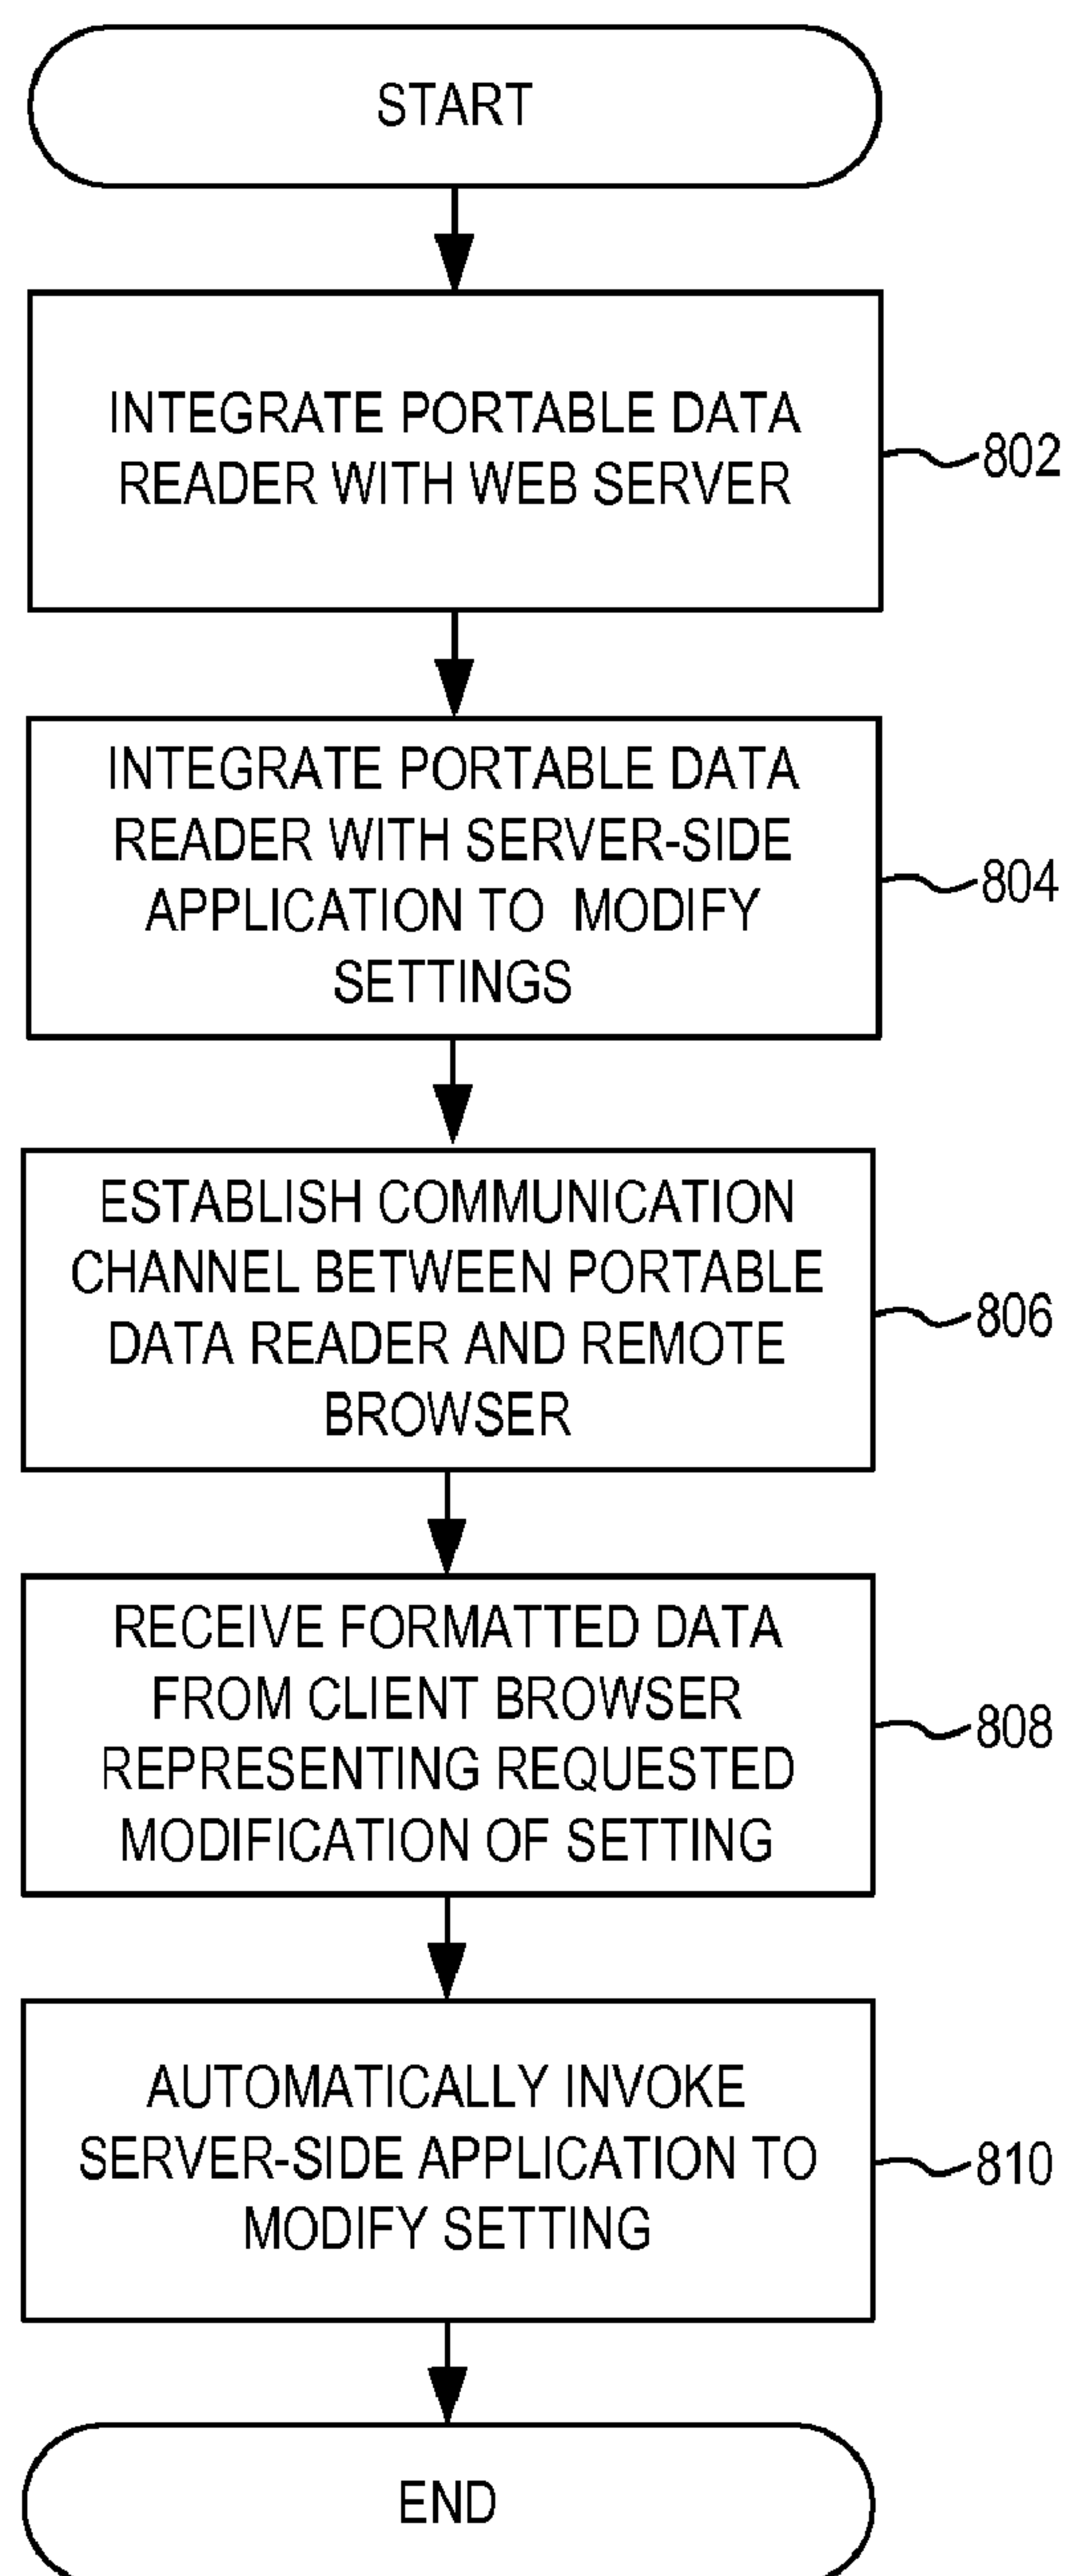 START
INTEGRATE PORTABLE DATA
READER WITH WEB SERVER
802
INTEGRATE PORTABLE DATA
READER WITH SERVER-SIDE
APPLICATION TO MODIFY
SETTINGS
804
ESTABLISH COMMUNICATION
CHANNEL BETWEEN PORTABLE
DATA READER AND REMOTE
BROWSER
806
RECEIVE FORMATTED DATA
FROM CLIENT BROWSER
REPRESENTING REQUESTED
MODIFICATION OF SETTING
808
AUTOMATICALLY INVOKE
SERVER-SIDE APPLICATION TO
MODIFY SETTING
810
END